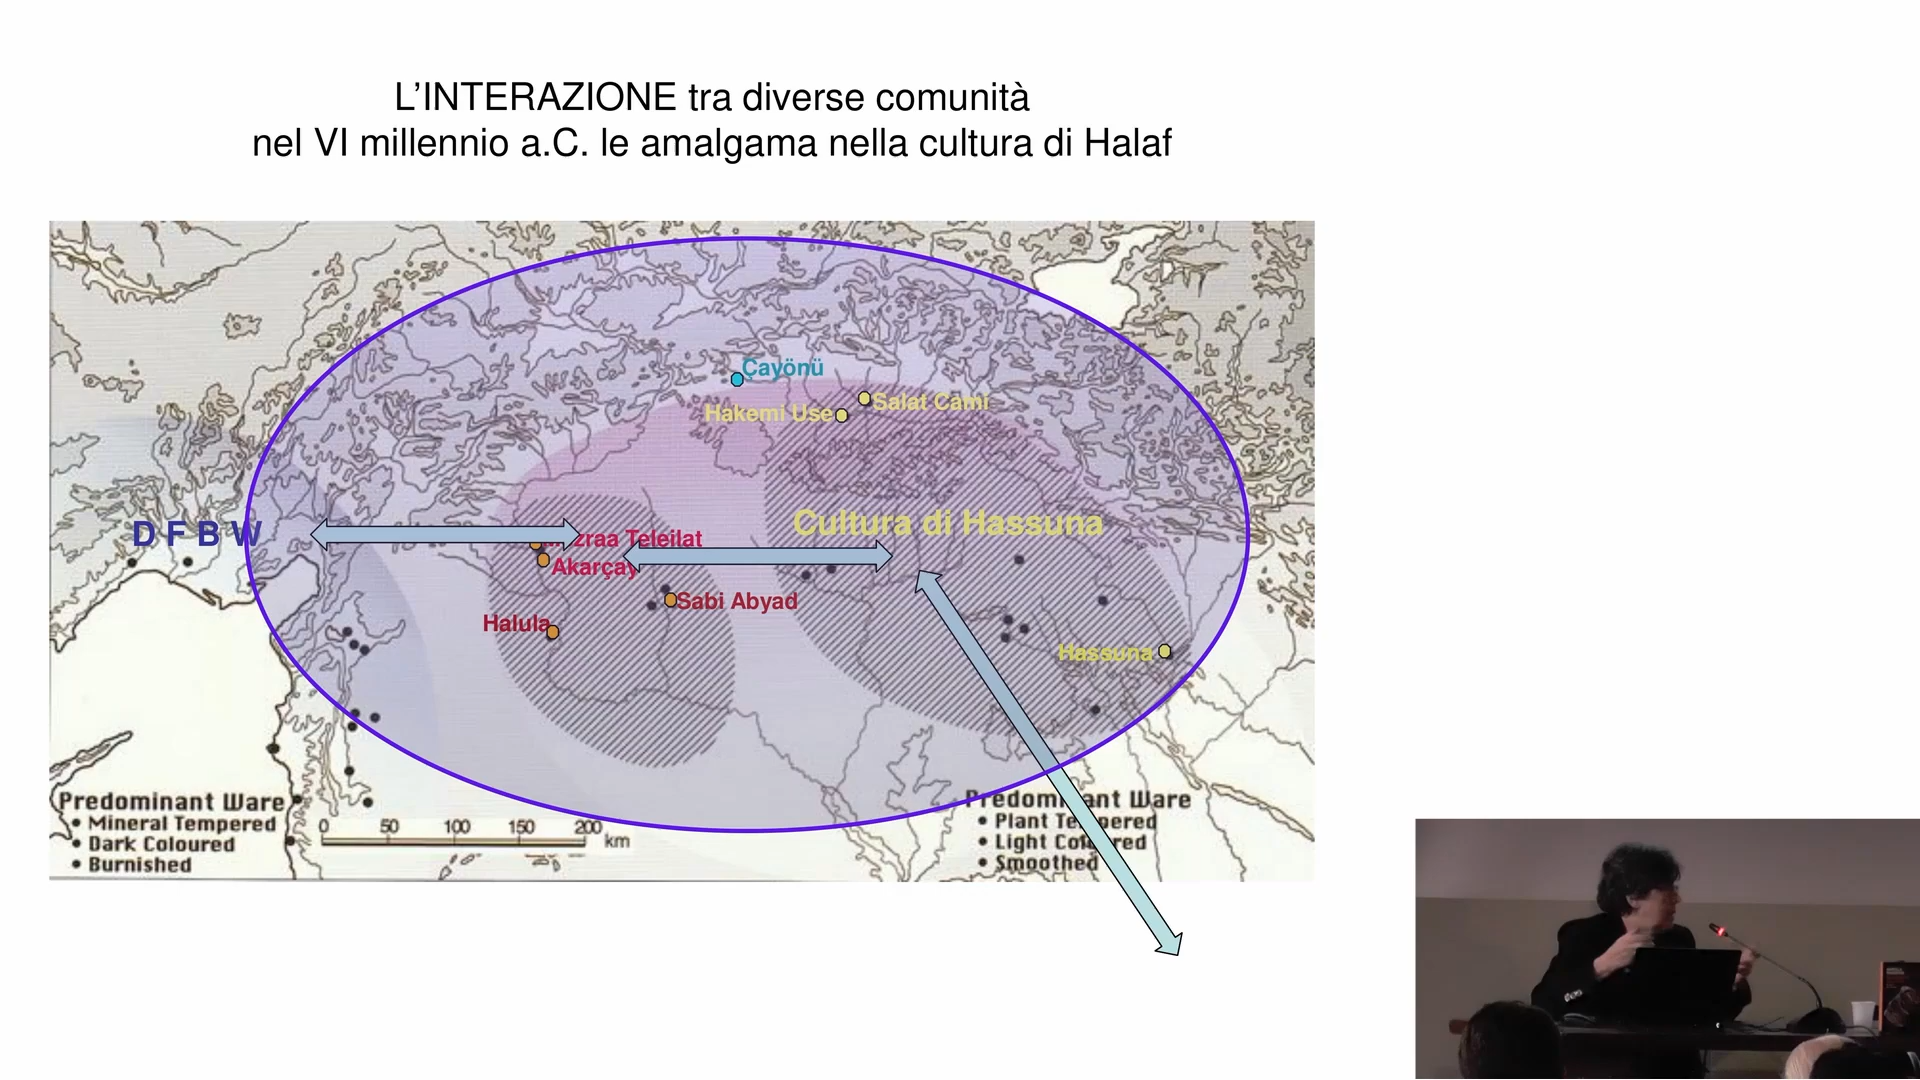 L'INTERAZIONE tra diverse comunità
nel VI millennio a.C. le amalgama nella cultura di Halaf
Çayönü
Hakemi Use
Salat Cami
Cultura di Hassuna
D F B W
zraa Teleilat
Akarçay
Sabi Abyad
Halula
Hassuna
Predominant Ware
• Mineral Tempered
• Dark Coloured
• Burnished
0 50 100 150 200
km
Predominant Ware
• Plant Tempered
• Light Coloured
• Smoothed